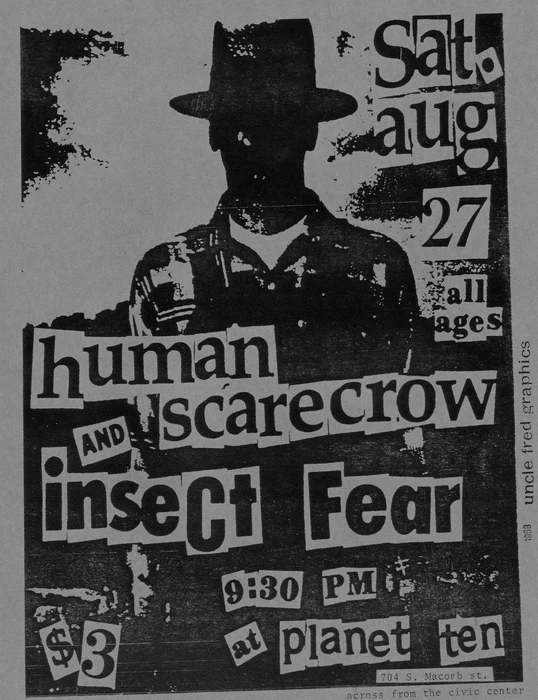 Sat.
aug
27
all
ages
human
scarecrow
AND
insect Fear
9:30 PM
$3
at planet ten
704 S. Macorb st.
across from the civic center
1993 uncle fred graphics